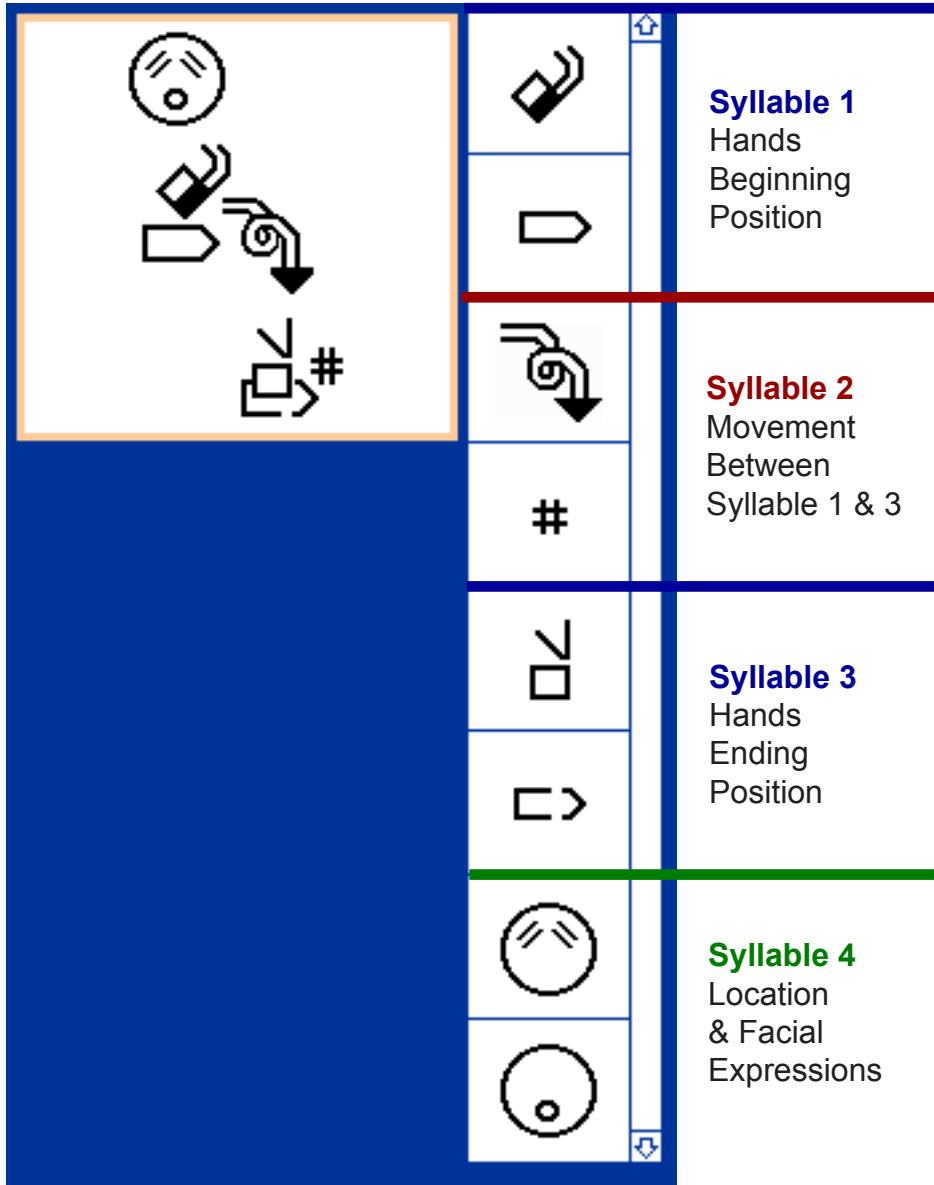 Syllable 1
Hands
Beginning
Position
Syllable 2
Movement
Between
Syllable 1 & 3
Syllable 3
Hands
Ending
Position
Syllable 4
Location
& Facial
Expressions